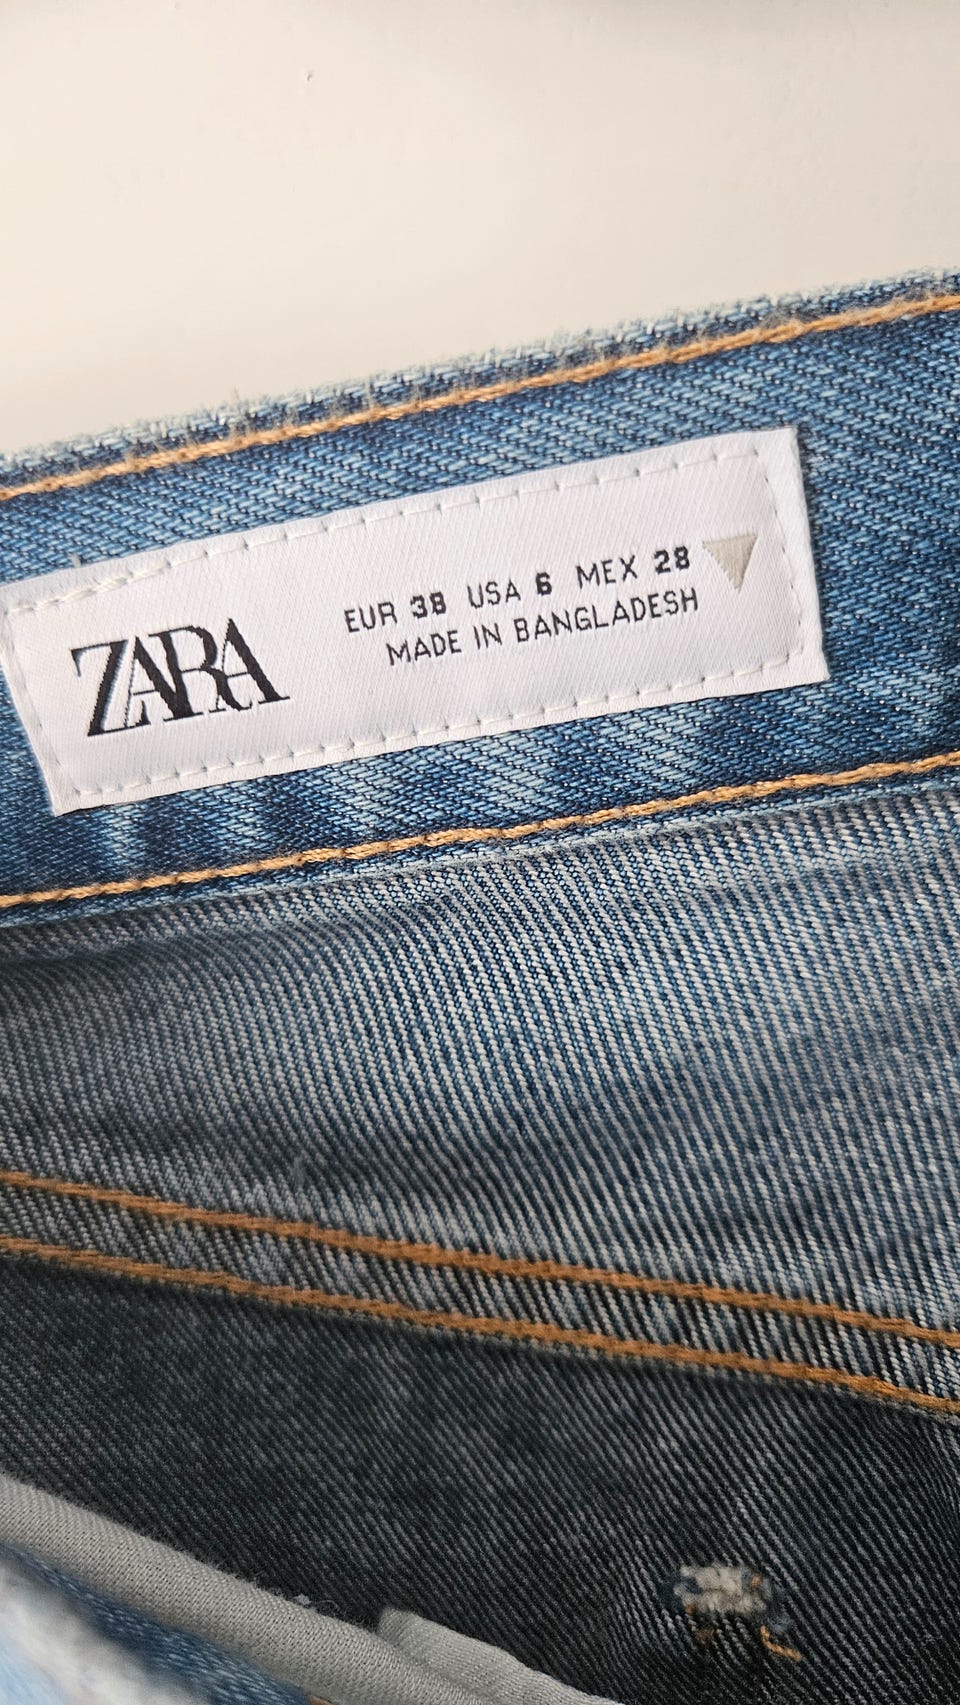 ZARA
EUR 38 USA 6 MEX 28
MADE IN BANGLADESH